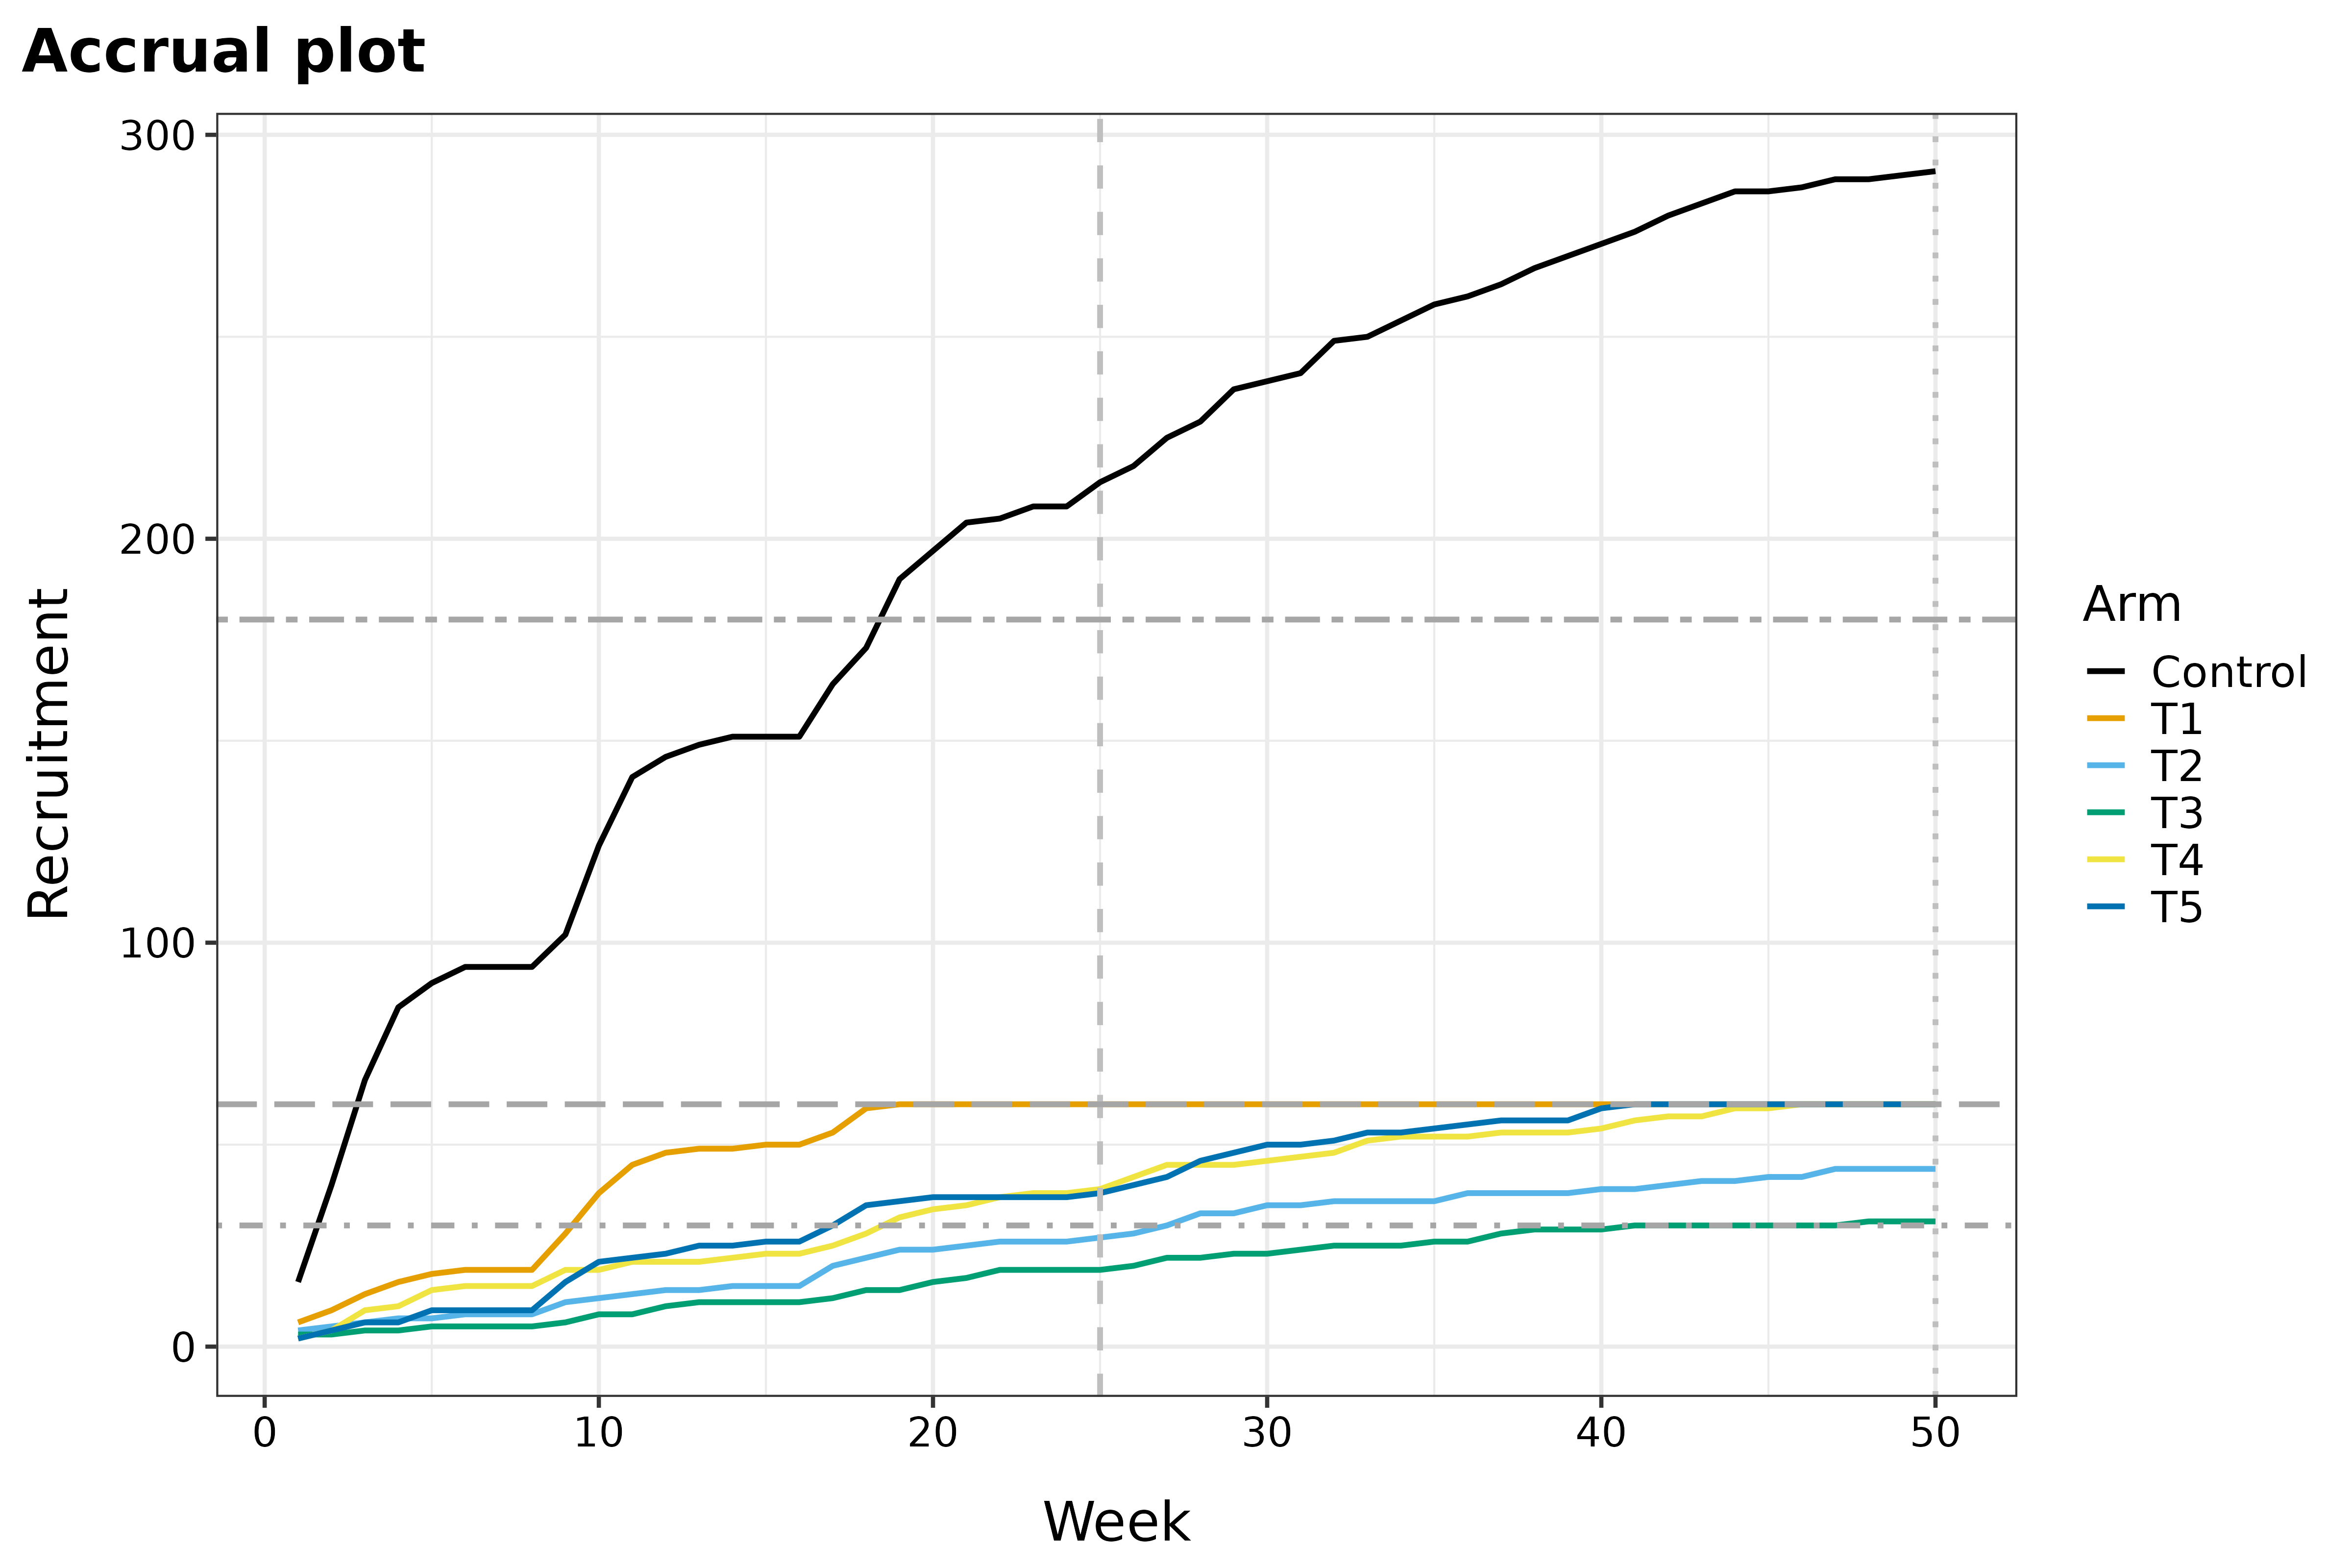 Accrual plot
300
200
100
0
Recruitment
0 10 20 30 40 50
Week
Arm
Control
T1
T2
T3
T4
T5